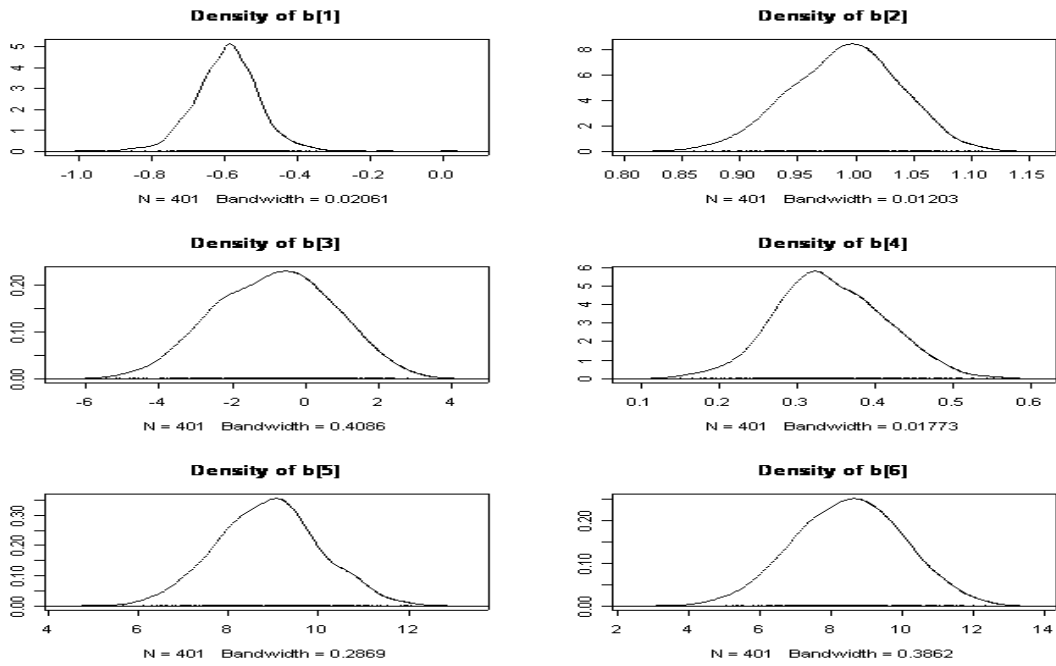 Density of b[1]
5
4
3
2
1
0
-1.0 -0.8 -0.6 -0.4 -0.2 0.0
N = 401 Bandwidth = 0.02061
Density of b[2]
8
6
4
2
0
0.80 0.85 0.90 0.95 1.00 1.05 1.10 1.15
N = 401 Bandwidth = 0.01203
Density of b[3]
0.20
0.10
0.00
-6 -4 -2 0 2 4
N = 401 Bandwidth = 0.4086
Density of b[4]
6
5
4
3
2
1
0
0.1 0.2 0.3 0.4 0.5 0.6
N = 401 Bandwidth = 0.01773
Density of b[5]
0.30
0.20
0.10
0.00
4 6 8 10 12
N = 401 Bandwidth = 0.2869
Density of b[6]
0.20
0.10
0.00
2 4 6 8 10 12 14
N = 401 Bandwidth = 0.3862